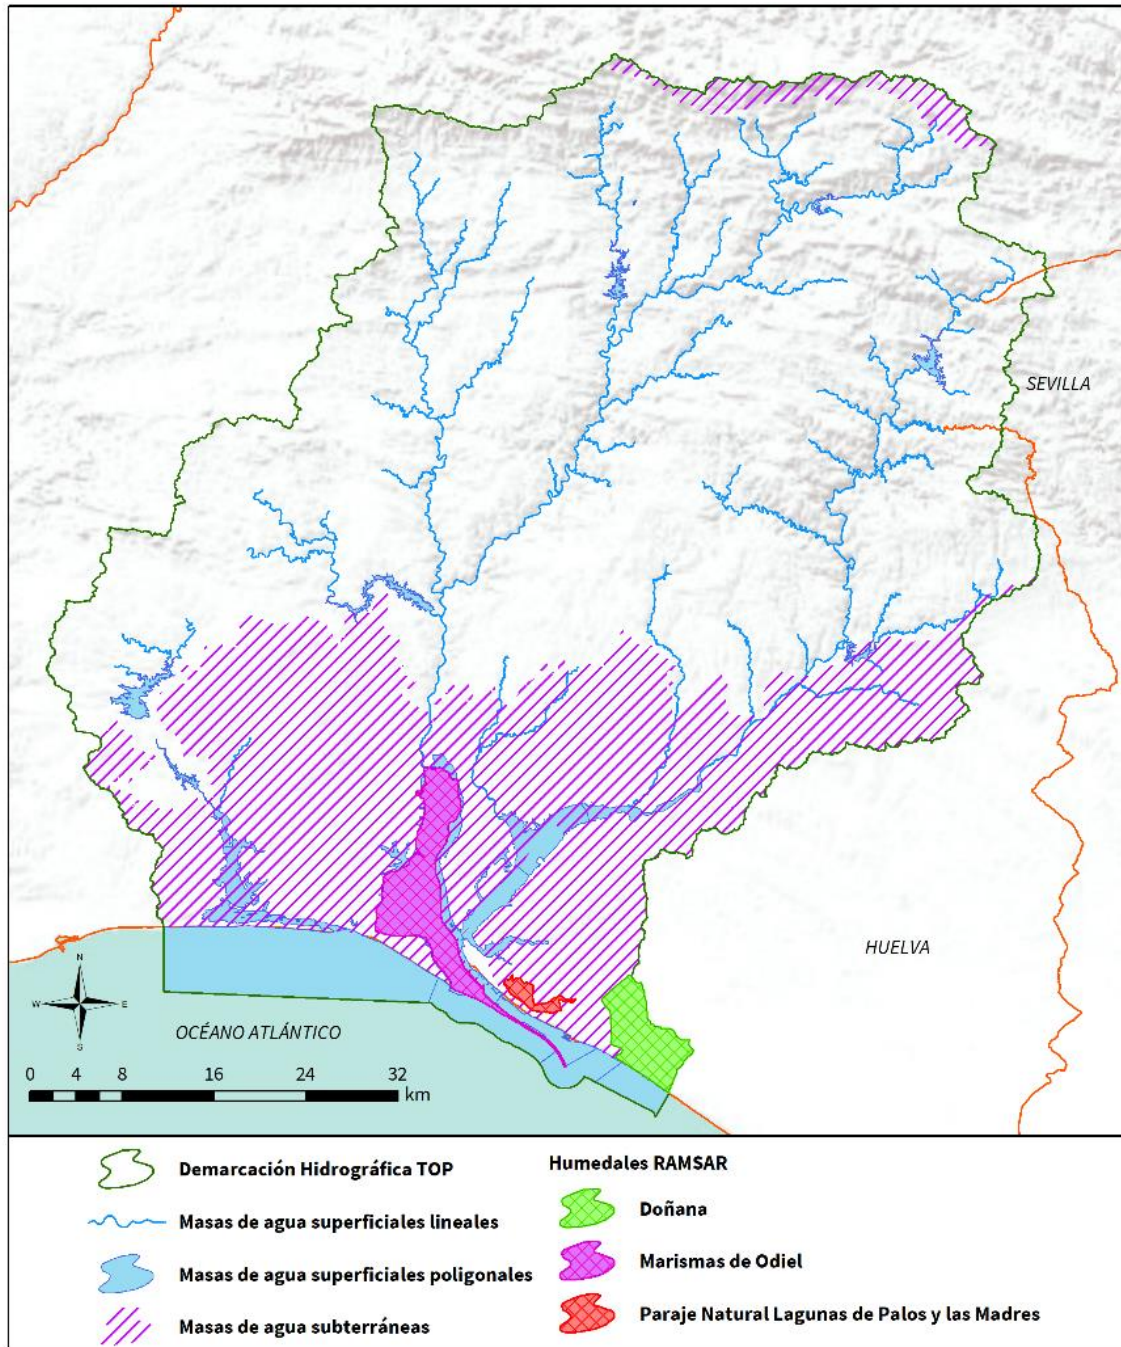 SEVILLA
HUELVA
N
W E
S
OCÉANO ATLÁNTICO
0 4 8 16 24 32
km
Demarcación Hidrográfica TOP
Masas de agua superficiales lineales
Masas de agua superficiales poligonales
Masas de agua subterráneas
Humedales RAMSAR
Doñana
Marismas de Odiel
Paraje Natural Lagunas de Palos y las Madres